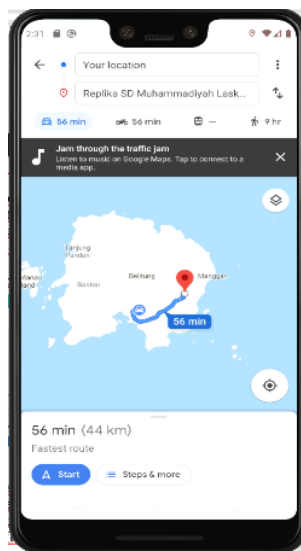 2:31
Your location
Replika SD Muhammadiyah Lask...
56 min
56 min
—
9 hr
Jam through the traffic jam
Listen to music on Google Maps. Tap to connect to a
media app.
Tanjung
Pandan
Belitung
Manggar
56 min
56 min (44 km)
Fastest route
Start
Steps & more